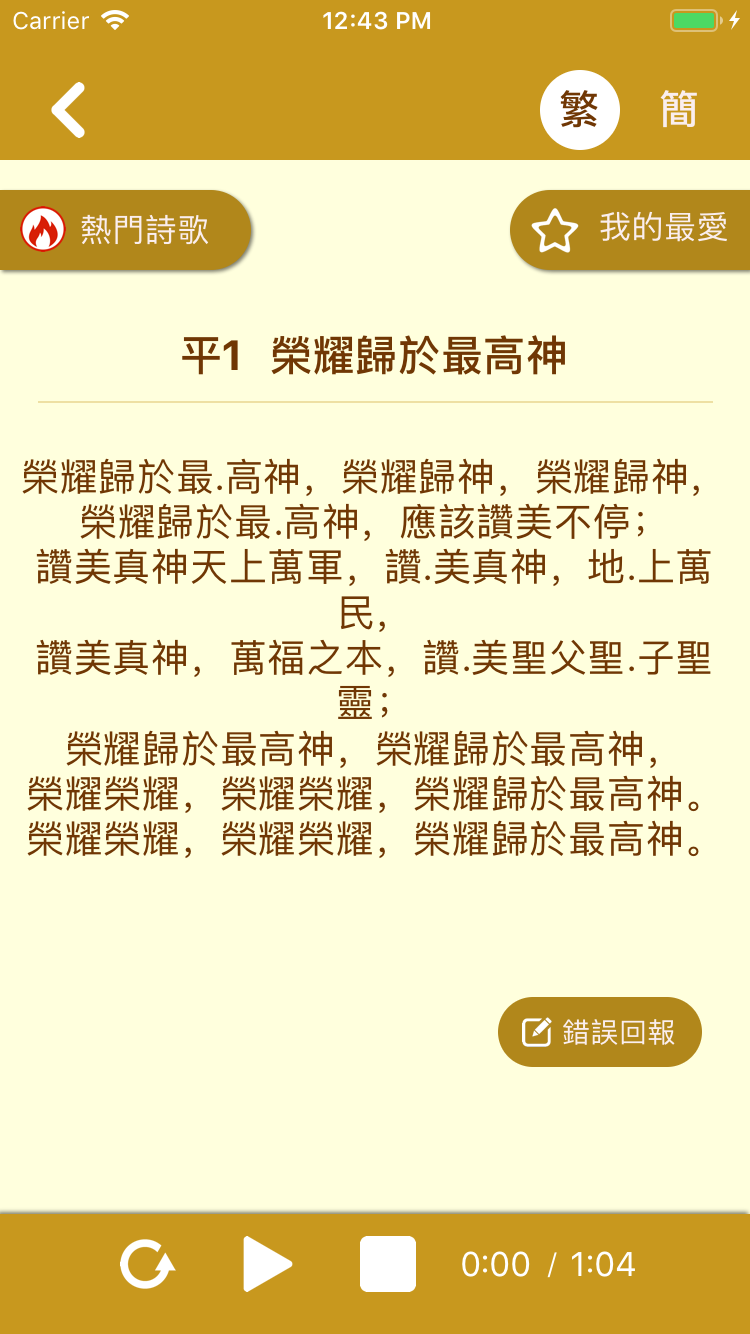 Carrier 12:43 PM
繁 簡
熱門詩歌 我的最愛
平1 榮耀歸於最高神
榮耀歸於最.高神，榮耀歸神，榮耀歸神，
榮耀歸於最.高神，應該讚美不停；
讚美真神天上萬軍，讚.美真神，地.上萬
民，
讚美真神，萬福之本，讚.美聖父聖.子聖
靈；
榮耀歸於最高神，榮耀歸於最高神，
榮耀榮耀，榮耀榮耀，榮耀歸於最高神。
榮耀榮耀，榮耀榮耀，榮耀歸於最高神。
錯誤回報
0:00 / 1:04